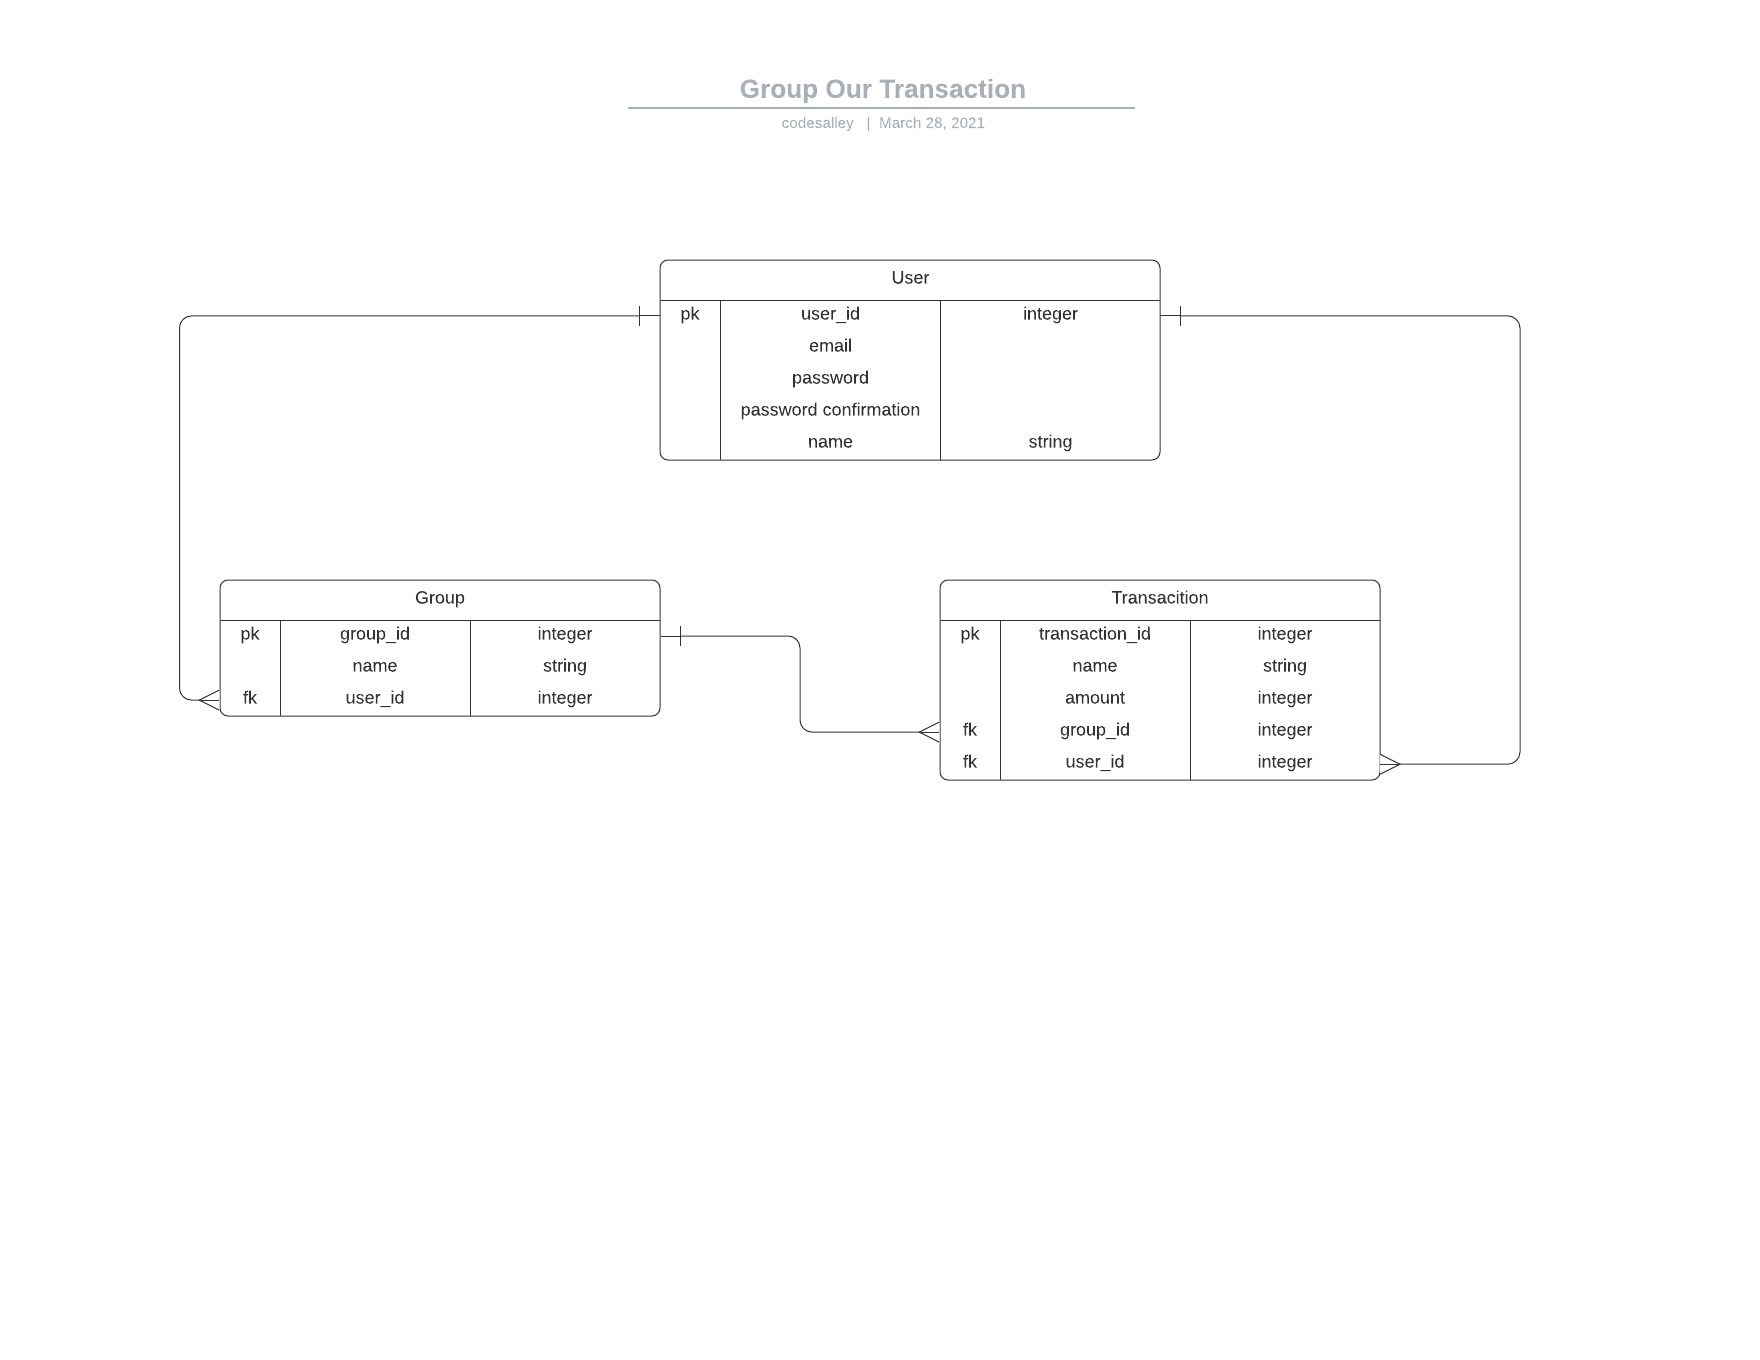 Group Our Transaction
codesalley | March 28, 2021
User
pk user_id integer
email
password
password confirmation
name string
Group
pk group_id integer
name string
fk user_id integer
Transacition
pk transaction_id integer
name string
amount integer
fk group_id integer
fk user_id integer